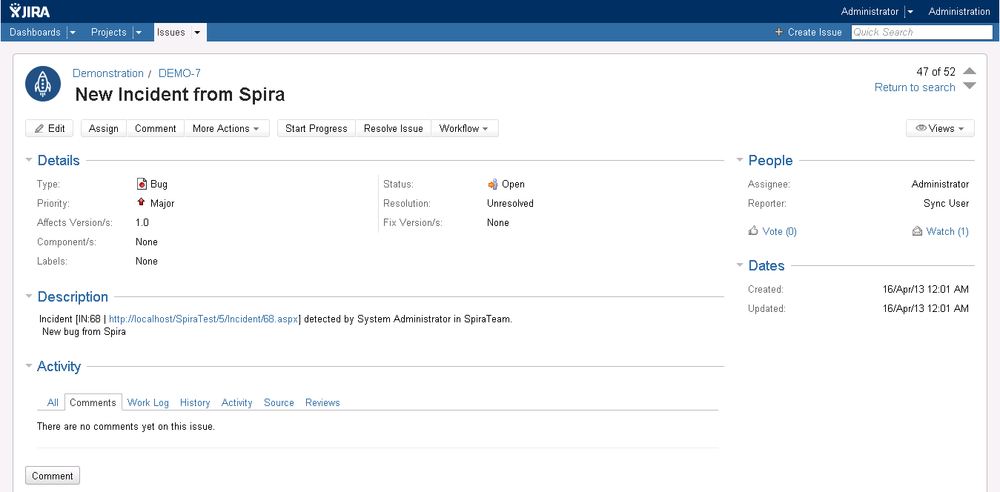 JIRA Administrator Administration
Dashboards Projects Issues + Create Issue Quick Search
Demonstration / DEMO-7
New Incident from Spira
47 of 52
Return to search
Edit Assign Comment More Actions Start Progress Resolve Issue Workflow Views
Details
Type: Bug Status: Open
Priority: Major Resolution: Unresolved
Affects Version/s: 1.0 Fix Version/s: None
Component/s: None
Labels: None
People
Assignee: Administrator
Reporter: Sync User
Vote (0) Watch (1)
Dates
Created: 16/Apr/13 12:01 AM
Updated: 16/Apr/13 12:01 AM
Description
Incident [IN:68 | http://localhost/SpiraTest/5/Incident/68.aspx] detected by System Administrator in SpiraTeam.
New bug from Spira
Activity
All Comments Work Log History Activity Source Reviews
There are no comments yet on this issue.
Comment